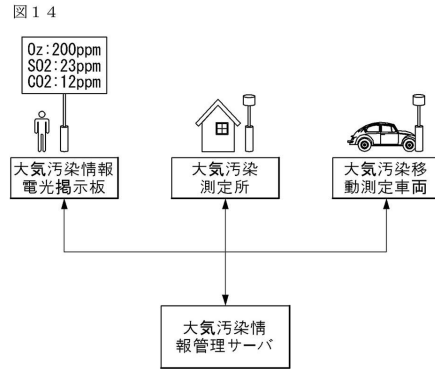 図14
Oz:200ppm
SO2:23ppm
CO2:12ppm
大気汚染情報
電光掲示板
大気汚染
測定所
大気汚染移
動測定車両
大気汚染情
報管理サーバ